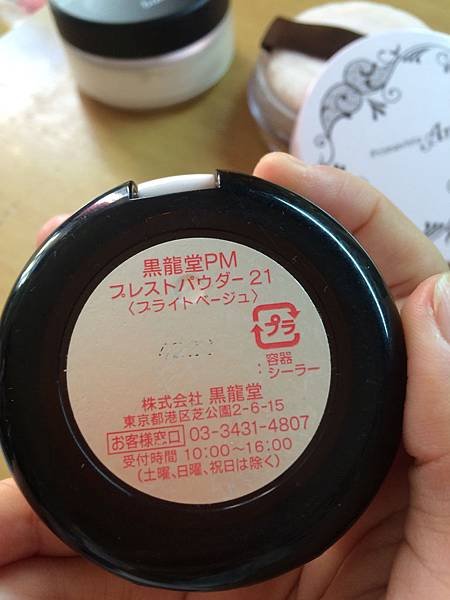 黒龍堂PM
プレストパウダー 21
〈ブライトベージュ〉
プラ
:容器
シーラー
株式会社 黒龍堂
東京都港区芝公園2-6-15
お客様窓口 03-3431-4807
受付時間 10:00〜16:00
(土曜、日曜、祝日は除く)